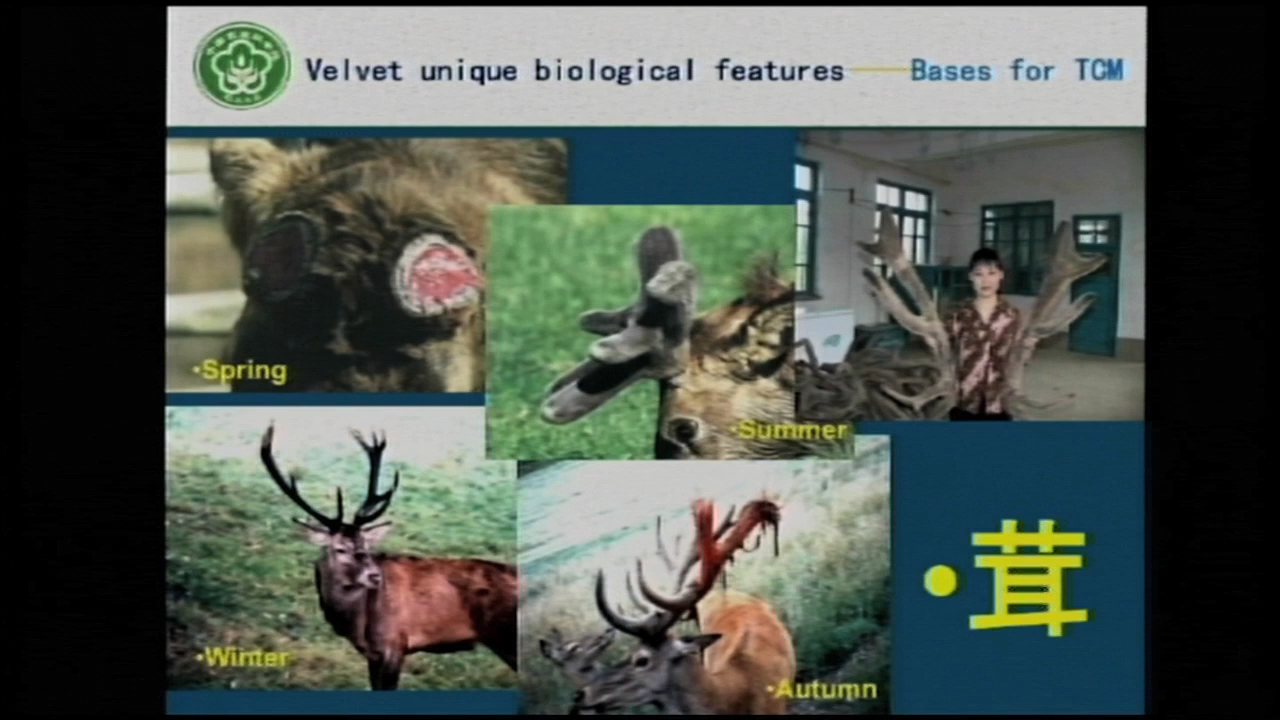 Velvet unique biological features——Bases for TCM
•Spring
•Summer
•Winter
•Autumn
•茸